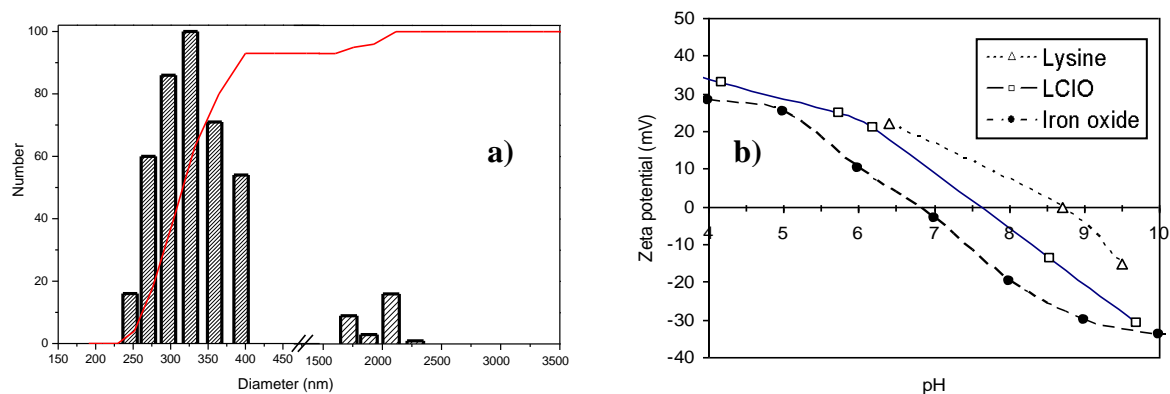 100
80
60
40
20
0
Number
a)
150 200 250 300 350 400 450 1500 2000 2500 3000 3500
Diameter (nm)
50
40
30
20
10
0
-10
-20
-30
-40
Zeta potential (mV)
Lysine
LCIO
Iron oxide
b)
4 5 6 7 8 9 10
pH